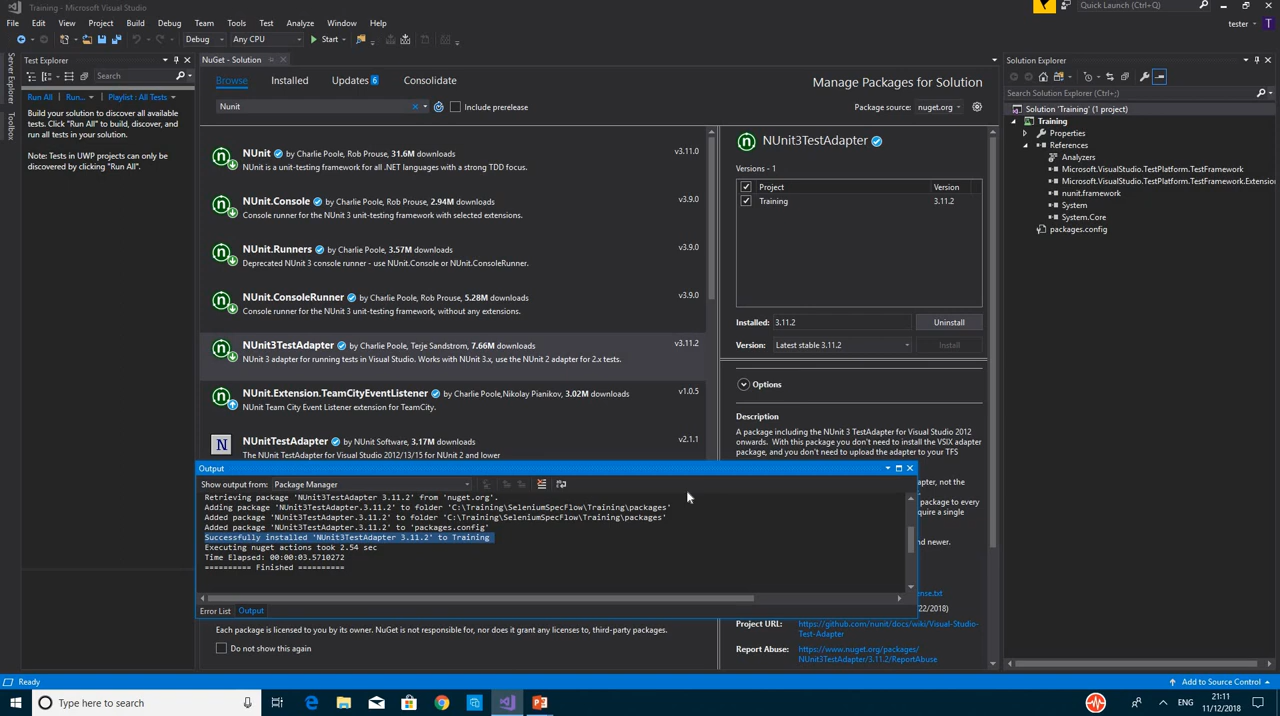 Training - Microsoft Visual Studio
Quick Launch (Ctrl+;)
File Edit View Project Build Debug Team Tools Test Analyze Window Help
tester T
Debug Any CPU Start
Server Explorer
Toolbox
Test Explorer
Search
Run All Run... Playlist : All Tests
Build your solution to discover all available
tests. Click "Run All" to build, discover, and
run all tests in your solution.
Note: Tests in UWP projects can only be
discovered by clicking "Run All".
NuGet - Solution
Browse Installed Updates 6 Consolidate
Nunit
Include prerelease
Manage Packages for Solution
Package source: nuget.org
NUnit by Charlie Poole, Rob Prouse, 31.6M downloads v3.11.0
NUnit is a unit-testing framework for all .NET languages with a strong TDD focus.
NUnit.Console by Charlie Poole, Rob Prouse, 2.94M downloads v3.9.0
Console runner for the NUnit 3 unit-testing framework with selected extensions.
NUnit.Runners by Charlie Poole, 3.57M downloads v3.9.0
Deprecated NUnit 3 console runner - use NUnit.Console or NUnit.ConsoleRunner.
NUnit.ConsoleRunner by Charlie Poole, Rob Prouse, 5.28M downloads v3.9.0
Console runner for the NUnit 3 unit-testing framework, without any extensions.
NUnit3TestAdapter by Charlie Poole, Terje Sandstrom, 7.66M downloads v3.11.2
NUnit 3 adapter for running tests in Visual Studio. Works with NUnit 3.x, use the NUnit 2 adapter for 2.x tests.
NUnit.Extension.TeamCityEventListener by Charlie Poole,Nikolay Pianikov, 3.02M downloads v1.0.5
NUnit Team City Event Listener extension for TeamCity.
NUnitTestAdapter by NUnit Software, 3.17M downloads v2.1.1
The NUnit TestAdapter for Visual Studio 2012/13/15 for NUnit 2 and lower
NUnit3TestAdapter
Versions - 1
Project Version
Training 3.11.2
Installed: 3.11.2 Uninstall
Version: Latest stable 3.11.2 Install
Options
Description
A package including the NUnit 3 TestAdapter for Visual Studio 2012
onwards. With this package you don't need to install the VSIX adapter
package, and you don't need to upload the adapter to your TFS
adapter, not the
package to every
equire a single
and newer.
ense.txt
22/2018)
Project URL: https://github.com/nunit/docs/wiki/Visual-Studio-
Test-Adapter
Report Abuse: https://www.nuget.org/packages/
NUnit3TestAdapter/3.11.2/ReportAbuse
Output
Show output from: Package Manager
Retrieving package 'NUnit3TestAdapter 3.11.2' from 'nuget.org'.
Adding package 'NUnit3TestAdapter.3.11.2' to folder 'C:\Training\SeleniumSpecFlow\Training\packages'
Added package 'NUnit3TestAdapter.3.11.2' to folder 'C:\Training\SeleniumSpecFlow\Training\packages'
Added package 'NUnit3TestAdapter.3.11.2' to 'packages.config'
Successfully installed 'NUnit3TestAdapter 3.11.2' to Training
Executing nuget actions took 2.54 sec
Time Elapsed: 00:00:03.5710272
========== Finished ==========
Error List Output
Each package is licensed to you by its owner. NuGet is not responsible for, nor does it grant any licenses to, third-party packages.
Do not show this again
Solution Explorer
Search Solution Explorer (Ctrl+;)
Solution 'Training' (1 project)
Training
Properties
References
Analyzers
Microsoft.VisualStudio.TestPlatform.TestFramework
Microsoft.VisualStudio.TestPlatform.TestFramework.Extensio
nunit.framework
System
System.Core
packages.config
Ready
Add to Source Control
Type here to search
ENG
21:11
11/12/2018